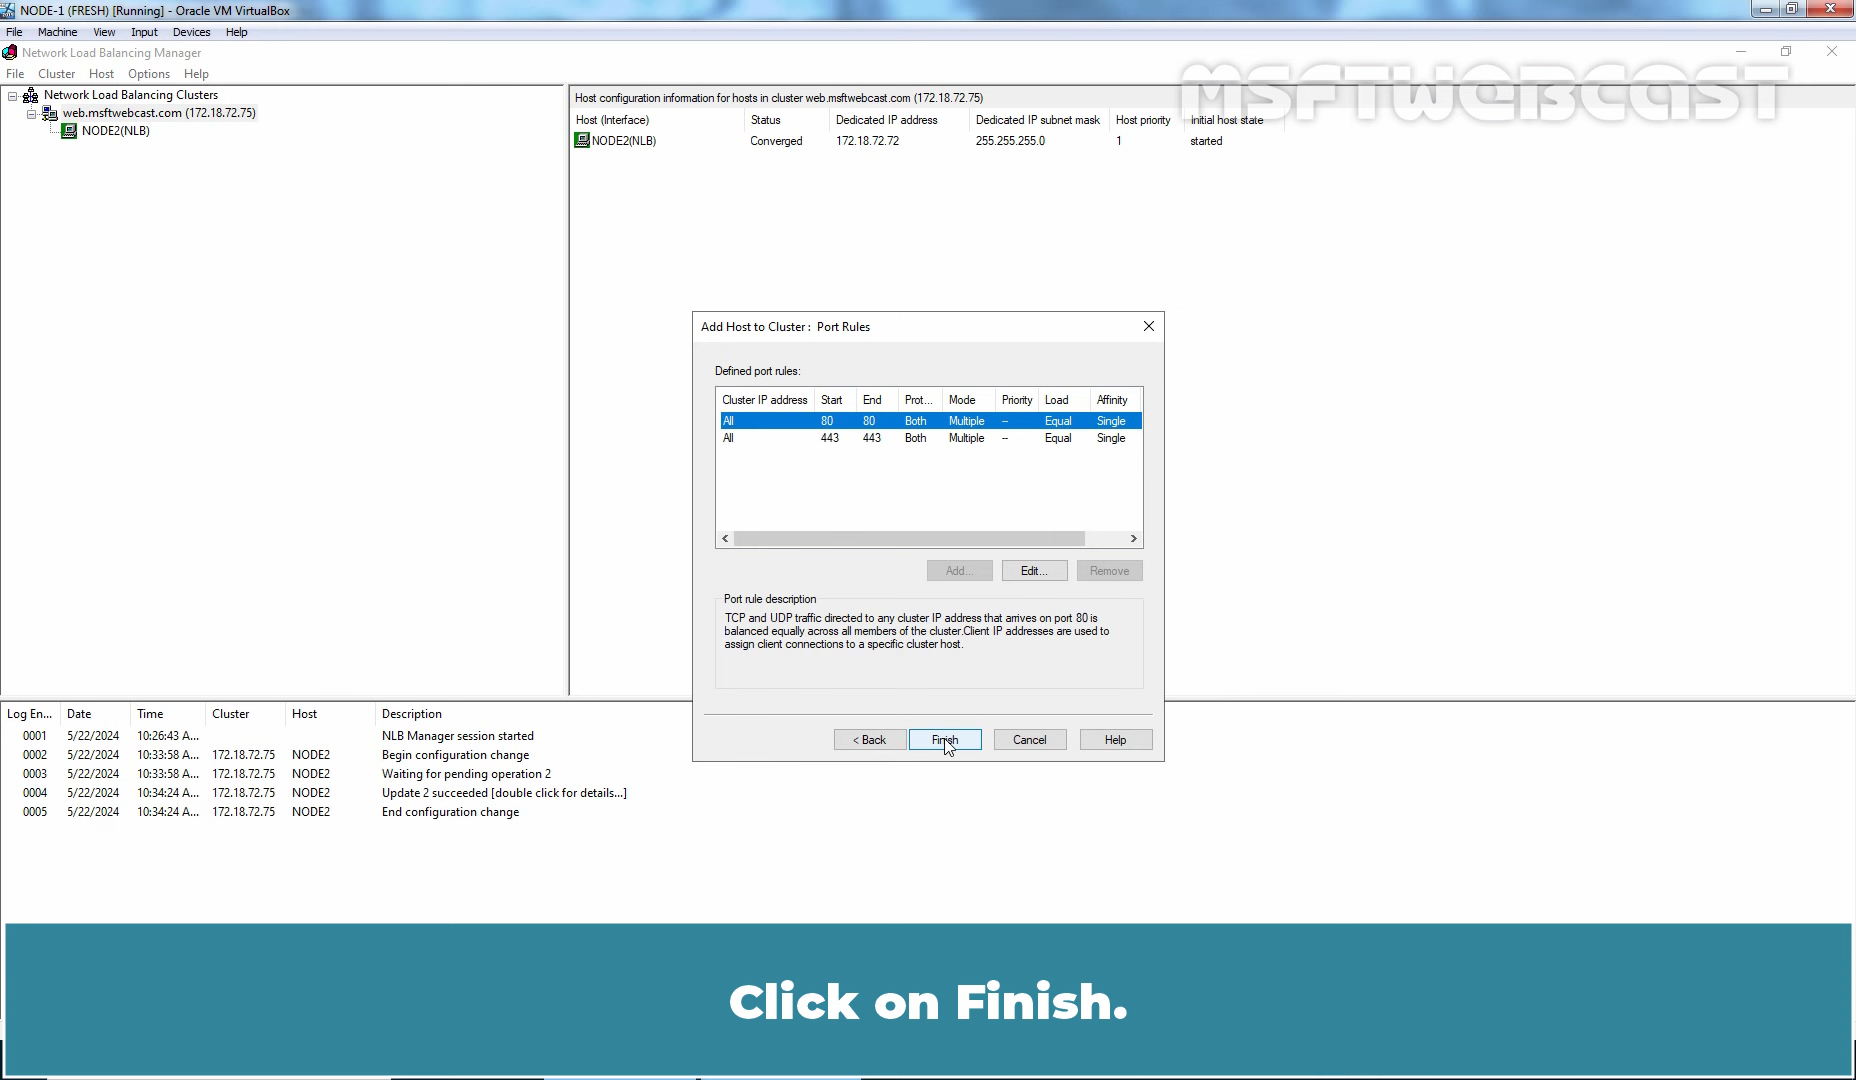 NODE-1 (FRESH) [Running] - Oracle VM VirtualBox
File Machine View Input Devices Help
Network Load Balancing Manager
File Cluster Host Options Help
MSFTWEBCAST
Network Load Balancing Clusters
web.msftwebcast.com (172.18.72.75)
NODE2(NLB)
Host configuration information for hosts in cluster web.msftwebcast.com (172.18.72.75)
Host (Interface) Status Dedicated IP address Dedicated IP subnet mask Host priority Initial host state
NODE2(NLB) Converged 172.18.72.72 255.255.255.0 1 started
Add Host to Cluster : Port Rules
Defined port rules:
Cluster IP address Start End Prot... Mode Priority Load Affinity
All 80 80 Both Multiple -- Equal Single
All 443 443 Both Multiple -- Equal Single
Add... Edit... Remove
Port rule description
TCP and UDP traffic directed to any cluster IP address that arrives on port 80 is
balanced equally across all members of the cluster.Client IP addresses are used to
assign client connections to a specific cluster host.
< Back Finish Cancel Help
Log En... Date Time Cluster Host Description
0001 5/22/2024 10:26:43 A... NLB Manager session started
0002 5/22/2024 10:33:58 A... 172.18.72.75 NODE2 Begin configuration change
0003 5/22/2024 10:33:58 A... 172.18.72.75 NODE2 Waiting for pending operation 2
0004 5/22/2024 10:34:24 A... 172.18.72.75 NODE2 Update 2 succeeded [double click for details...]
0005 5/22/2024 10:34:24 A... 172.18.72.75 NODE2 End configuration change
Click on Finish.